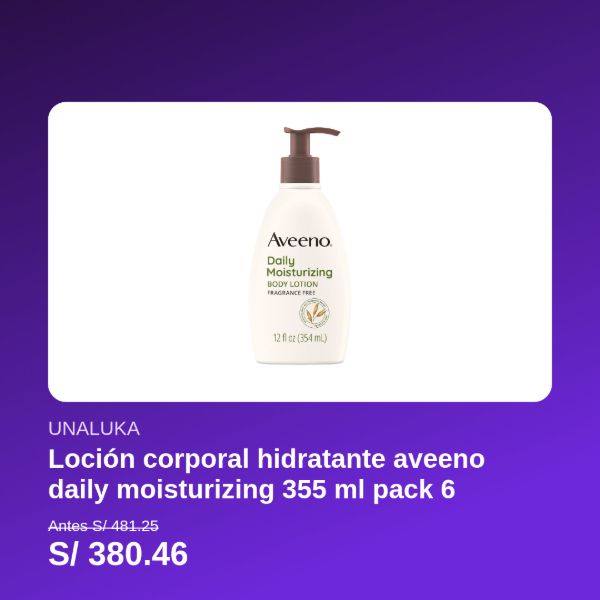 Aveeno.
Daily
Moisturizing
BODY LOTION
FRAGRANCE FREE
12 fl oz (354 mL)
UNALUKA
Loción corporal hidratante aveeno
daily moisturizing 355 ml pack 6
Antes S/ 481.25
S/ 380.46